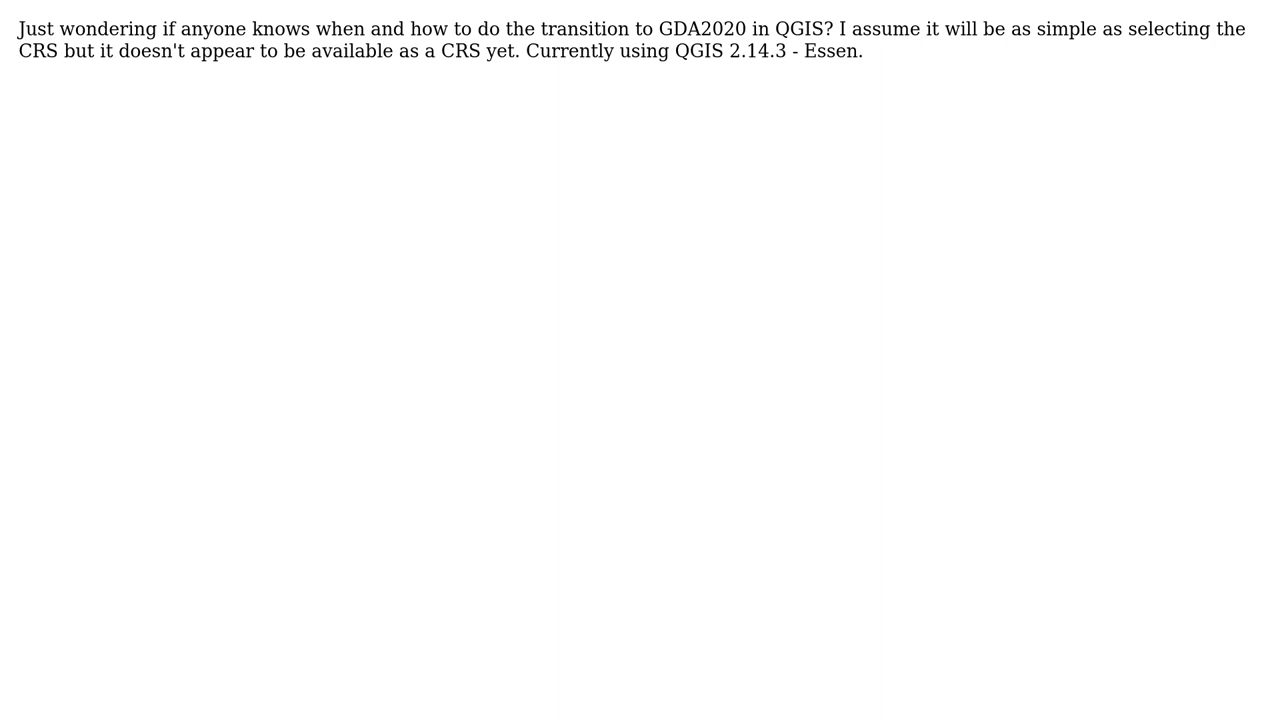 Just wondering if anyone knows when and how to do the transition to GDA2020 in QGIS? I assume it will be as simple as selecting the
CRS but it doesn't appear to be available as a CRS yet. Currently using QGIS 2.14.3 - Essen.